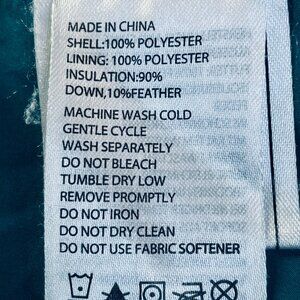 MADE IN CHINA
SHELL:100% POLYESTER
LINING: 100% POLYESTER
INSULATION:90%
DOWN,10%FEATHER
MACHINE WASH COLD
GENTLE CYCLE
WASH SEPARATELY
DO NOT BLEACH
TUMBLE DRY LOW
REMOVE PROMPTLY
DO NOT IRON
DO NOT DRY CLEAN
DO NOT USE FABRIC SOFTENER